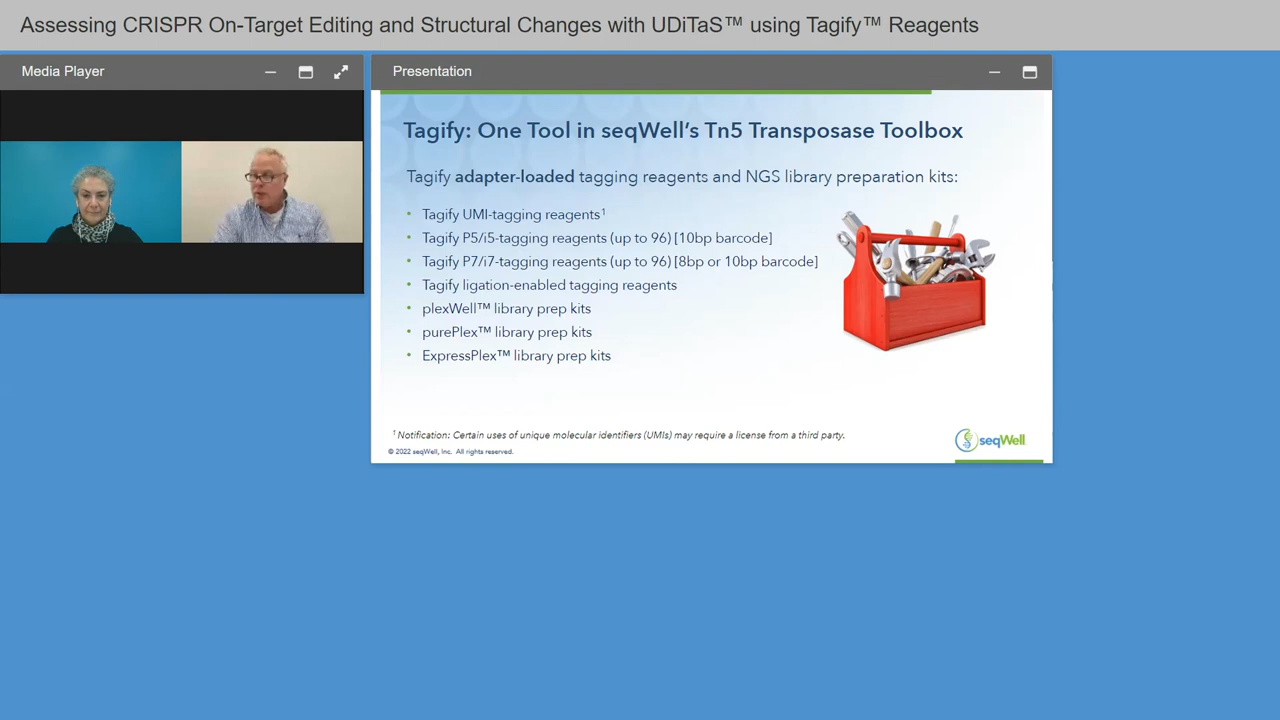 Assessing CRISPR On-Target Editing and Structural Changes with UDiTaS™ using Tagify™ Reagents
Media Player
Presentation
Tagify: One Tool in seqWell's Tn5 Transposase Toolbox
Tagify adapter-loaded tagging reagents and NGS library preparation kits:
• Tagify UMI-tagging reagents¹
• Tagify P5/i5-tagging reagents (up to 96) [10bp barcode]
• Tagify P7/i7-tagging reagents (up to 96) [8bp or 10bp barcode]
• Tagify ligation-enabled tagging reagents
• plexWell™ library prep kits
• purePlex™ library prep kits
• ExpressPlex™ library prep kits
¹ Notification: Certain uses of unique molecular identifiers (UMIs) may require a license from a third party.
© 2022 seqWell, Inc. All rights reserved.
seqWell